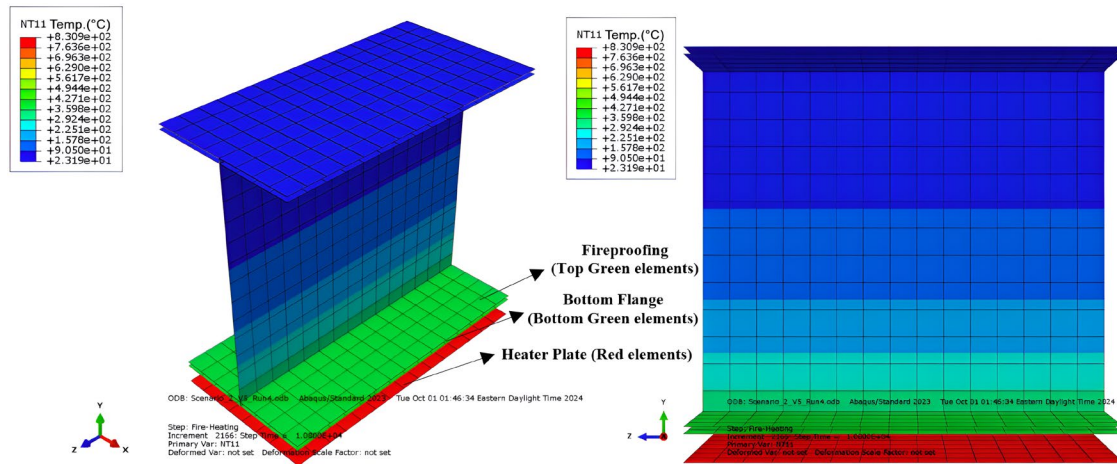 NT11 Temp.(°C)
+8.309e+02
+7.636e+02
+6.963e+02
+6.290e+02
+5.617e+02
+4.944e+02
+4.271e+02
+3.598e+02
+2.924e+02
+2.251e+02
+1.578e+02
+9.050e+01
+2.319e+01
Fireproofing
(Top Green elements)
Bottom Flange
(Bottom Green elements)
Heater Plate (Red elements)
Y
Z
X
ODB: Scenario_2_V5_Run4.odb Abaqus/Standard 2023 Tue Oct 01 01:46:34 Eastern Daylight Time 2024
Step: Fire-Heating
Increment 2166: Step Time = 1.0000e+04
Primary Var: NT11
Deformed Var: not set Deformation Scale Factor: not set
NT11 Temp.(°C)
+8.309e+02
+7.636e+02
+6.963e+02
+6.290e+02
+5.617e+02
+4.944e+02
+4.271e+02
+3.598e+02
+2.924e+02
+2.251e+02
+1.578e+02
+9.050e+01
+2.319e+01
Y
Z
ODB: Scenario_2_V5_Run4.odb Abaqus/Standard 2023 Tue Oct 01 01:46:34 Eastern Daylight Time 2024
Step: Fire-Heating
Increment 2166: Step Time = 1.0000e+04
Primary Var: NT11
Deformed Var: not set Deformation Scale Factor: not set